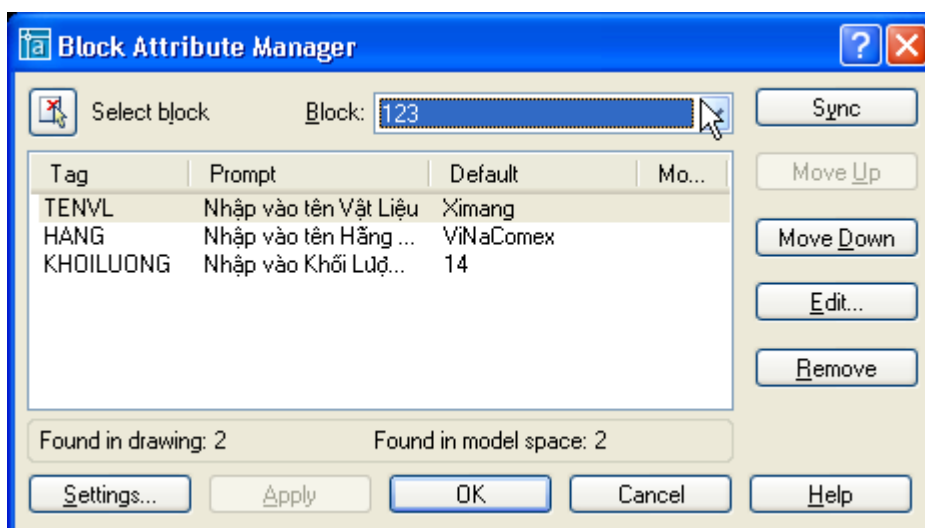 Block Attribute Manager
Select block Block: 123 Sync
Tag Prompt Default Mo... Move Up
TENVL Nhập vào tên Vật Liệu Ximang
HANG Nhập vào tên Hãng ... ViNaComex Move Down
KHOILUONG Nhập vào Khối Lượ... 14
Edit...
Remove
Found in drawing: 2 Found in model space: 2
Settings... Apply OK Cancel Help